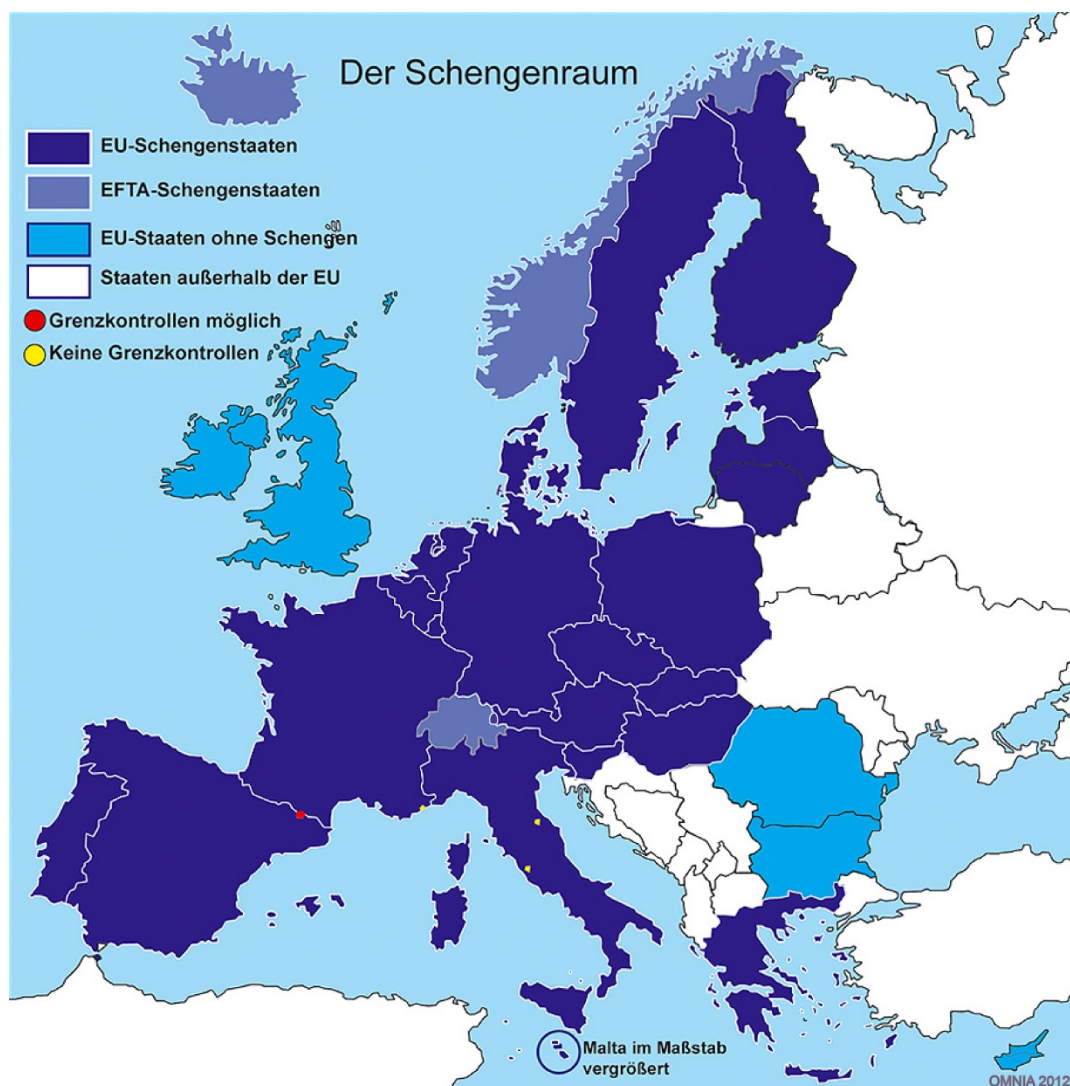 Der Schengenraum
EU-Schengenstaaten
EFTA-Schengenstaaten
EU-Staaten ohne Schengen
Staaten außerhalb der EU
Grenzkontrollen möglich
Keine Grenzkontrollen
Malta im Maßstab
vergrößert
OMNIA 2012